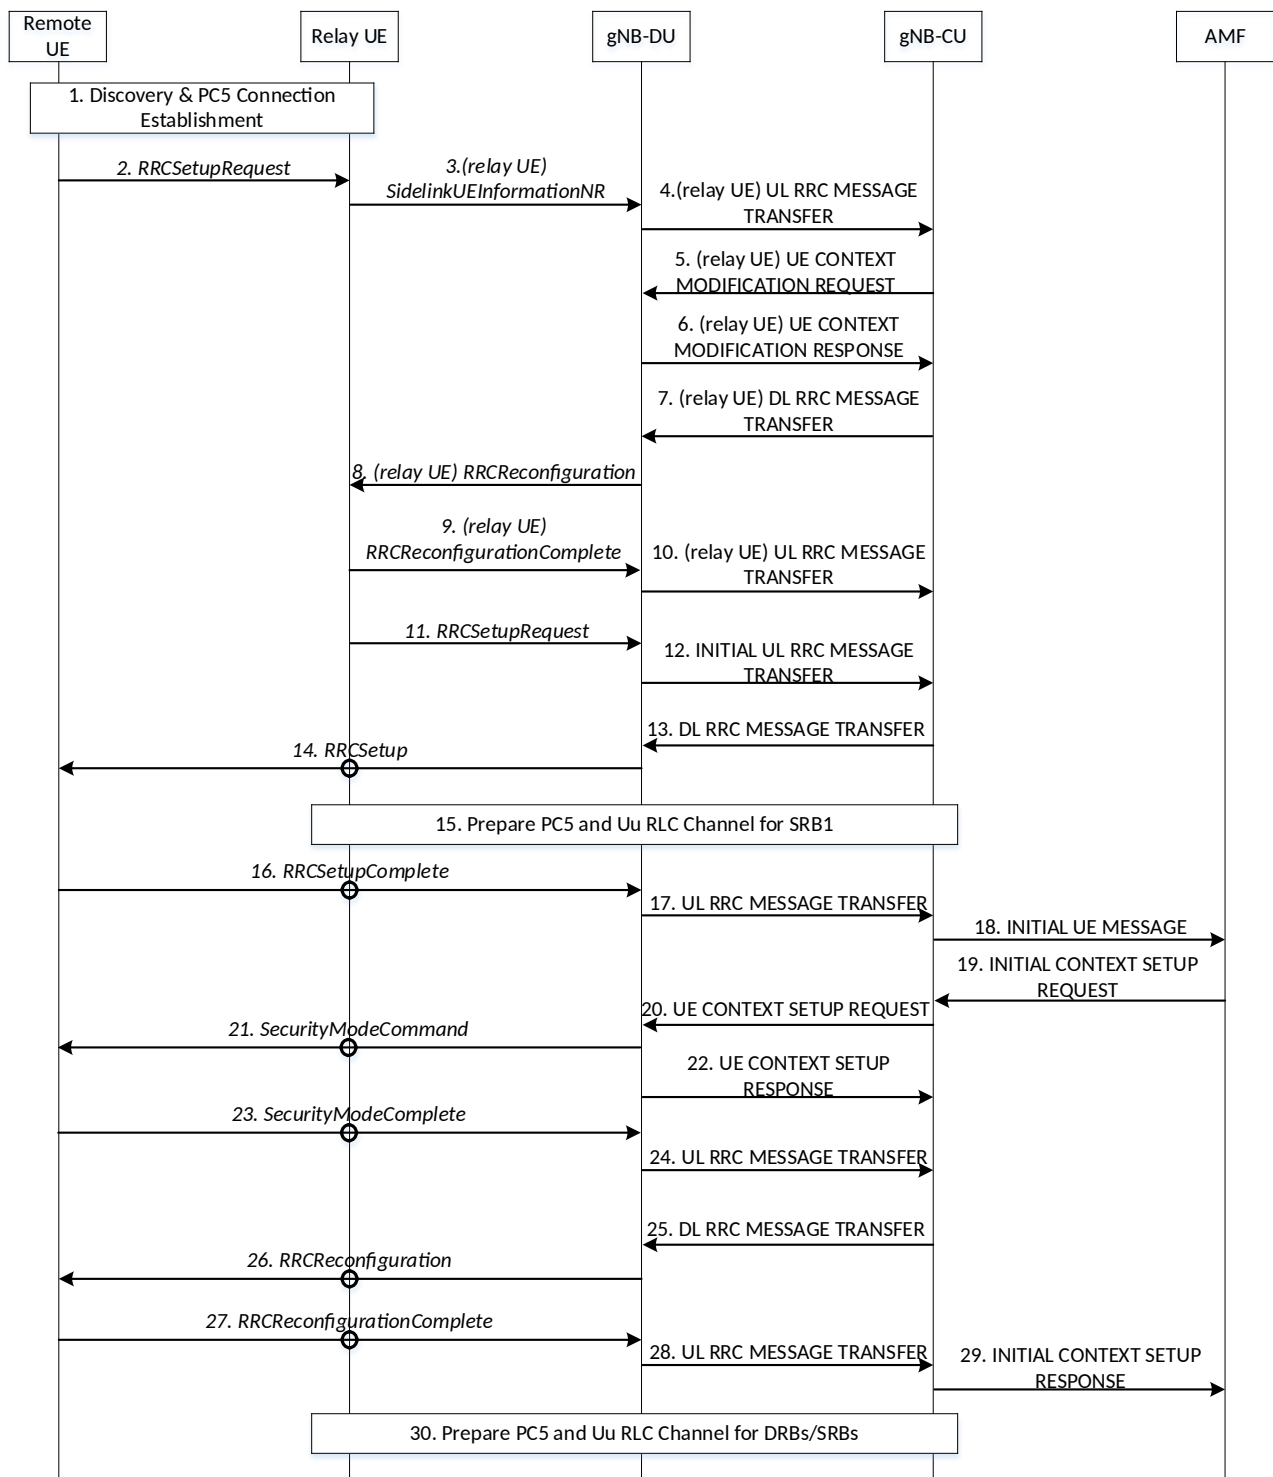 Remote
UE
Relay UE
gNB-DU
gNB-CU
AMF
1. Discovery & PC5 Connection
Establishment
2. RRCSetupRequest
3.(relay UE)
SidelinkUEInformationNR
4.(relay UE) UL RRC MESSAGE
TRANSFER
5. (relay UE) UE CONTEXT
MODIFICATION REQUEST
6. (relay UE) UE CONTEXT
MODIFICATION RESPONSE
7. (relay UE) DL RRC MESSAGE
TRANSFER
8. (relay UE) RRCReconfiguration
9. (relay UE)
RRCReconfigurationComplete
10. (relay UE) UL RRC MESSAGE
TRANSFER
11. RRCSetupRequest
12. INITIAL UL RRC MESSAGE
TRANSFER
13. DL RRC MESSAGE TRANSFER
14. RRCSetup
15. Prepare PC5 and Uu RLC Channel for SRB1
16. RRCSetupComplete
17. UL RRC MESSAGE TRANSFER
18. INITIAL UE MESSAGE
19. INITIAL CONTEXT SETUP
REQUEST
20. UE CONTEXT SETUP REQUEST
21. SecurityModeCommand
22. UE CONTEXT SETUP
RESPONSE
23. SecurityModeComplete
24. UL RRC MESSAGE TRANSFER
25. DL RRC MESSAGE TRANSFER
26. RRCReconfiguration
27. RRCReconfigurationComplete
28. UL RRC MESSAGE TRANSFER
29. INITIAL CONTEXT SETUP
RESPONSE
30. Prepare PC5 and Uu RLC Channel for DRBs/SRBs